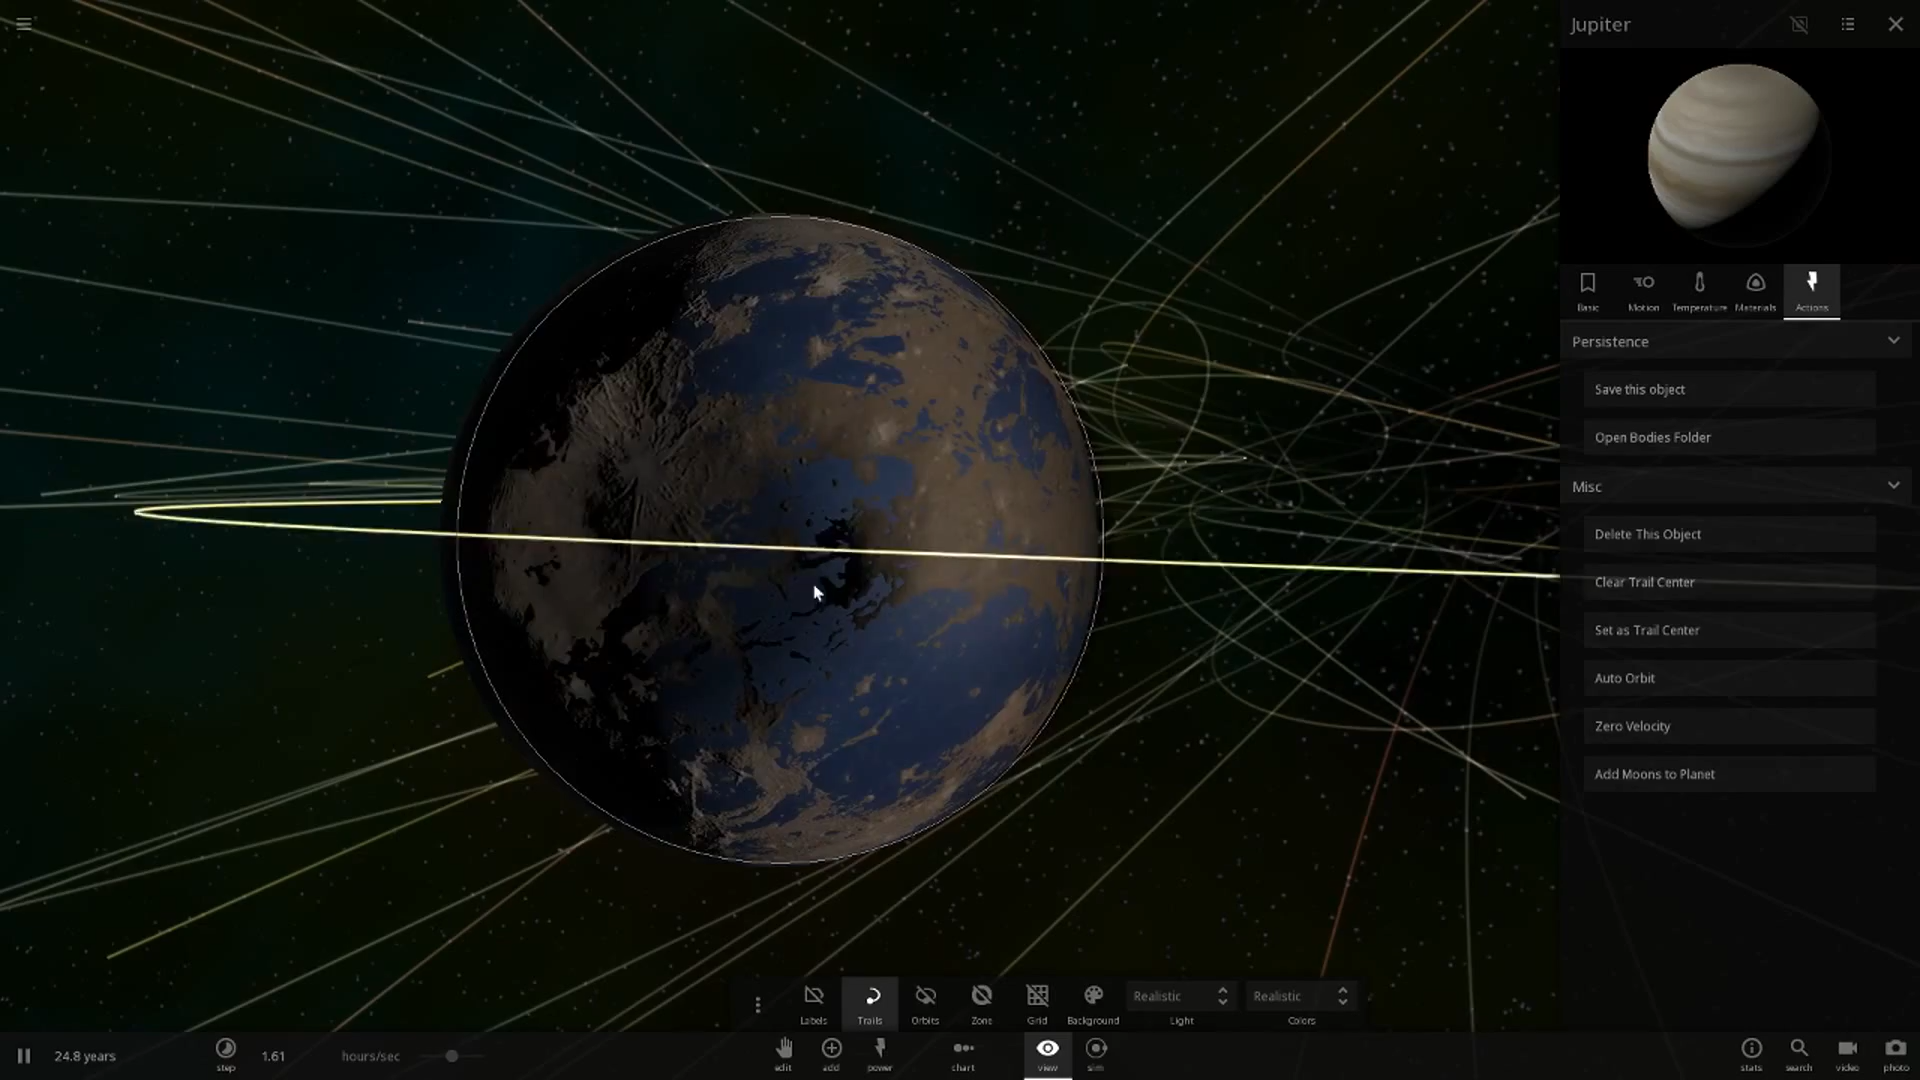 Jupiter
Basic Motion Temperature Materials Actions
Persistence
Save this object
Open Bodies Folder
Misc
Delete This Object
Clear Trail Center
Set as Trail Center
Auto Orbit
Zero Velocity
Add Moons to Planet
Realistic Realistic
Labels Trails Orbits Zone Grid Background Light Colors
24.8 years step 1.61 hours/sec edit add power chart view sim stats search video photo